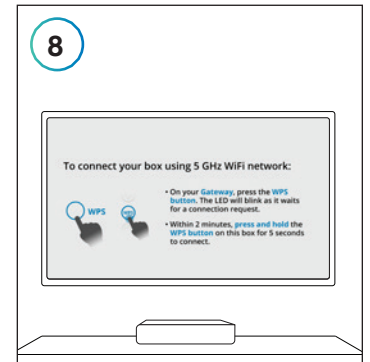 8
To connect your box using 5 GHz WiFi network:
WPS
• On your Gateway, press the WPS
button. The LED will blink as it waits
for a connection request.
• Within 2 minutes, press and hold the
WPS button on this box for 5 seconds
to connect.